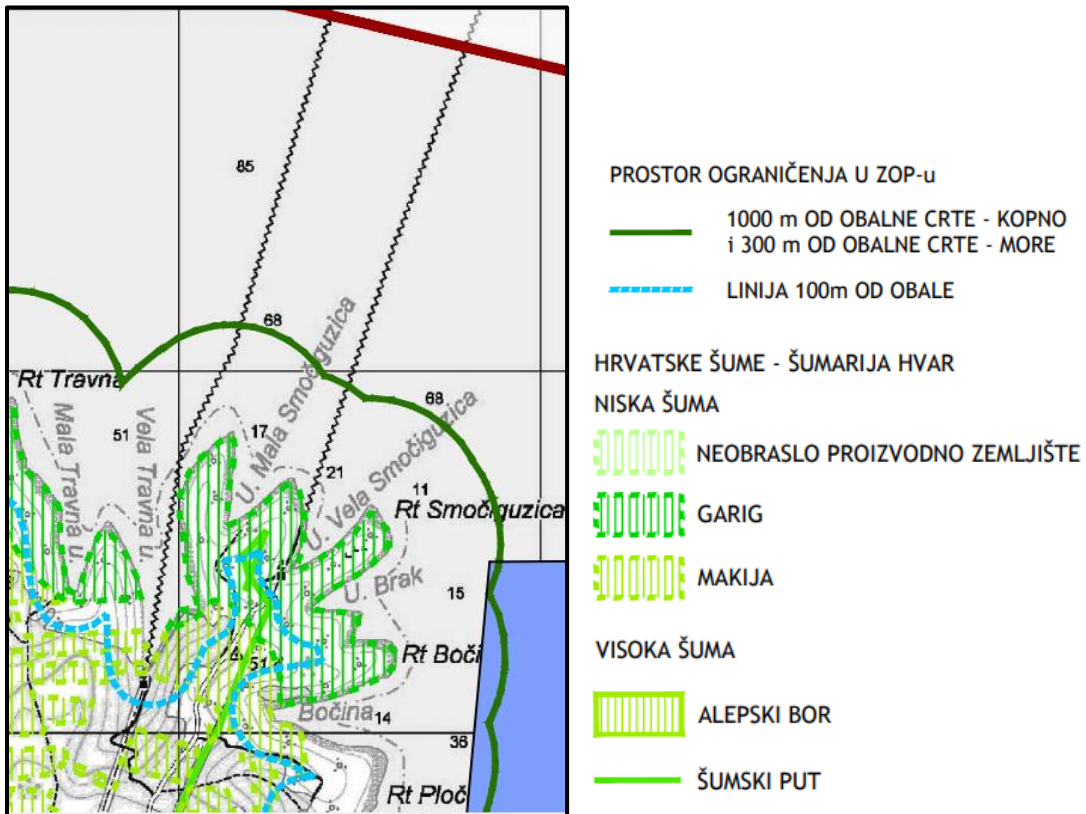 85
68
Rt Travna
68
51
17
Mala Travna u.
Vela Travna u.
U. Mala Smočiguzica
21
U. Vela Smočiguzica
11
Rt Smočiguzica
U. Brak
15
Rt Boči
51
Bočina
14
36
Rt Ploč
PROSTOR OGRANIČENJA U ZOP-u
1000 m OD OBALNE CRTE - KOPNO
i 300 m OD OBALNE CRTE - MORE
LINIJA 100m OD OBALE
HRVATSKE ŠUME - ŠUMARIJA HVAR
NISKA ŠUMA
NEOBRASLO PROIZVODNO ZEMLJIŠTE
GARIG
MAKIJA
VISOKA ŠUMA
ALEPSKI BOR
ŠUMSKI PUT